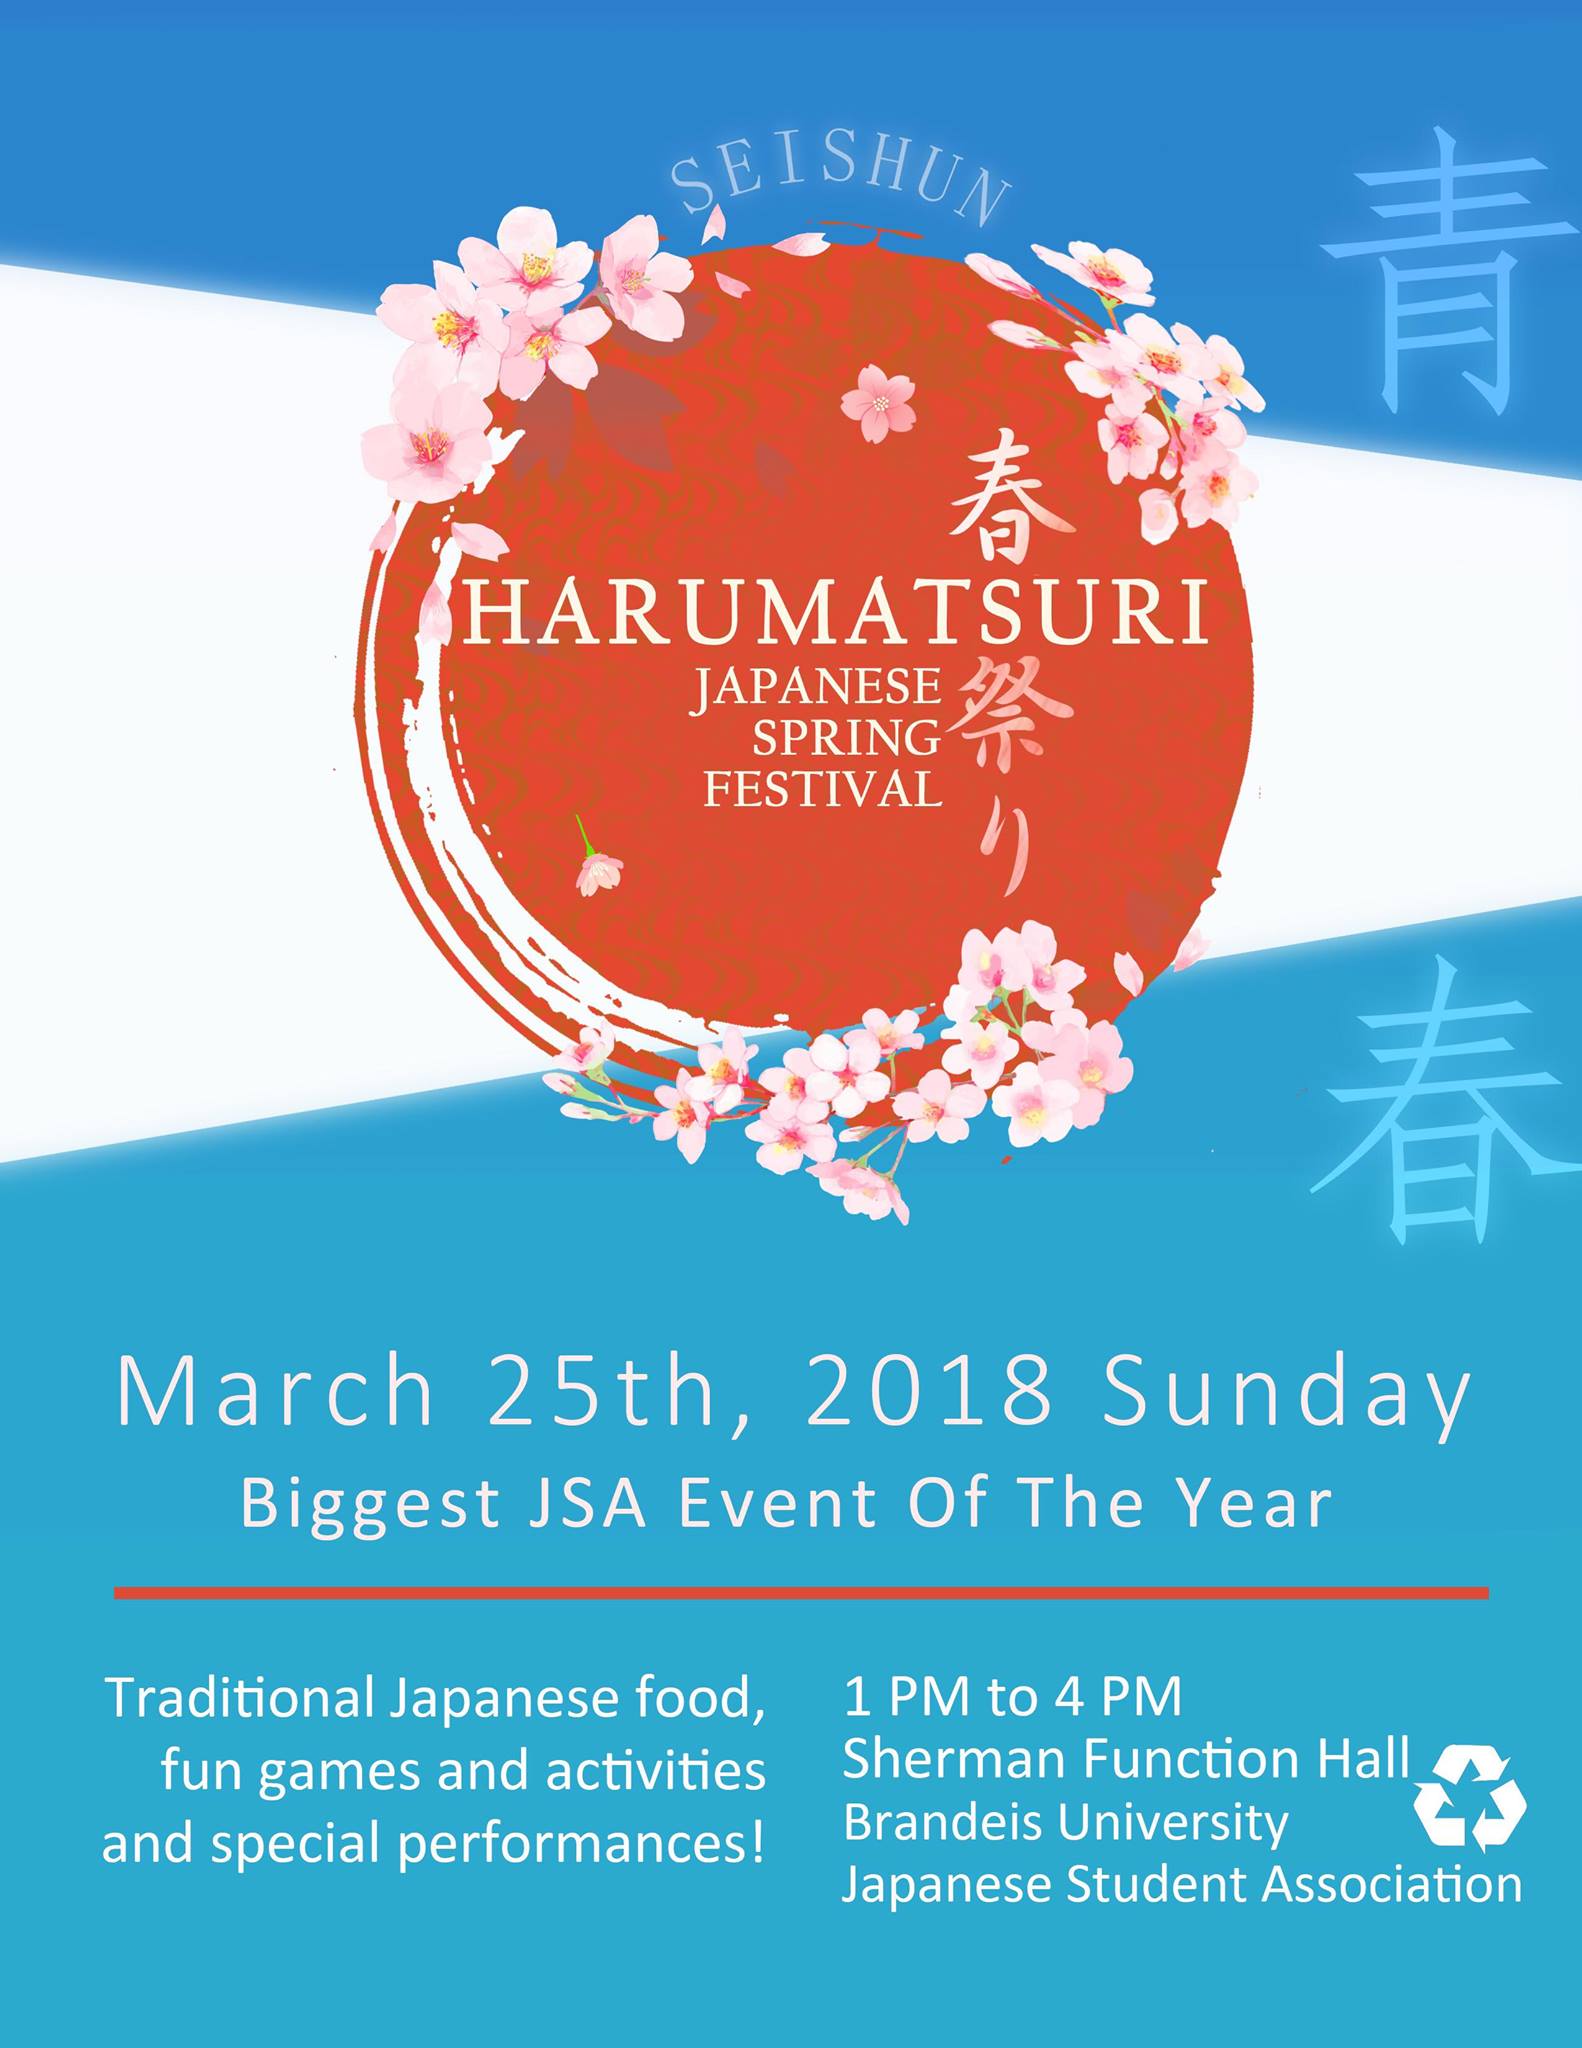 SEISHUN
青春
春祭り
HARUMATSURI
JAPANESE
SPRING
FESTIVAL
March 25th, 2018 Sunday
Biggest JSA Event Of The Year
Traditional Japanese food,
fun games and activities
and special performances!
1 PM to 4 PM
Sherman Function Hall
Brandeis University
Japanese Student Association